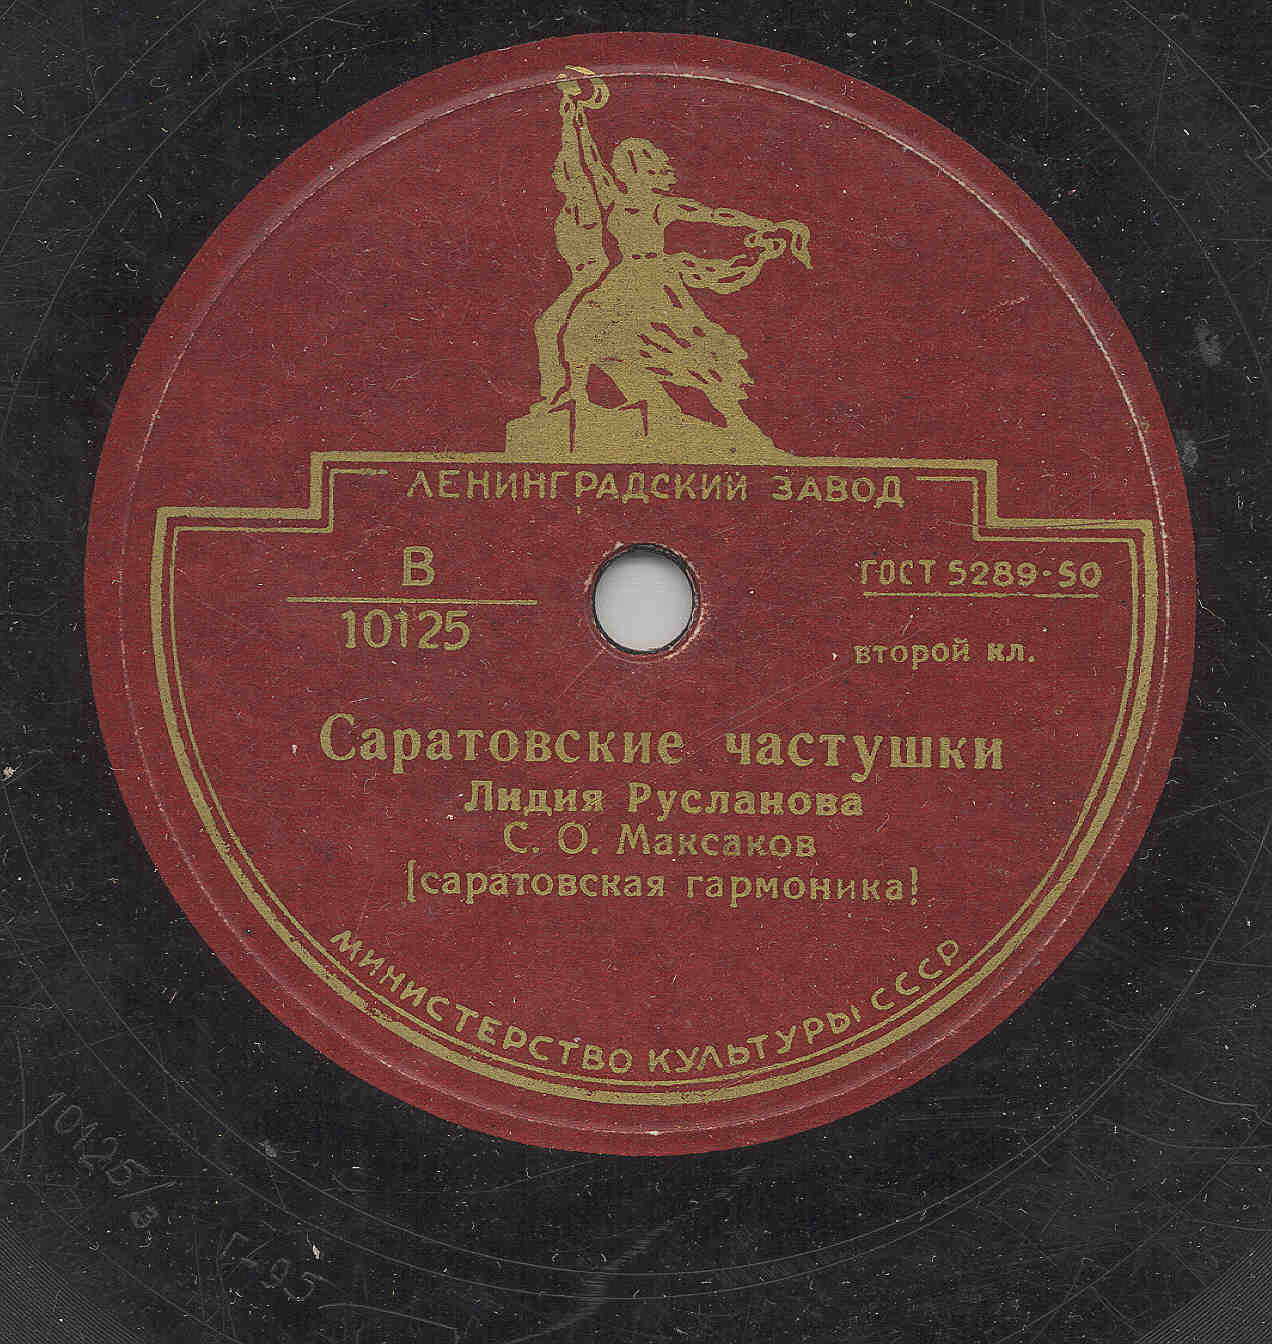 ЛЕНИНГРАДСКИЙ ЗАВОД
В
10125
ГОСТ 5289-50
второй кл.
Саратовские частушки
Лидия Русланова
С. О. Максаков
(саратовская гармоника)
МИНИСТЕРСТВО КУЛЬТУРЫ СССР
10125/